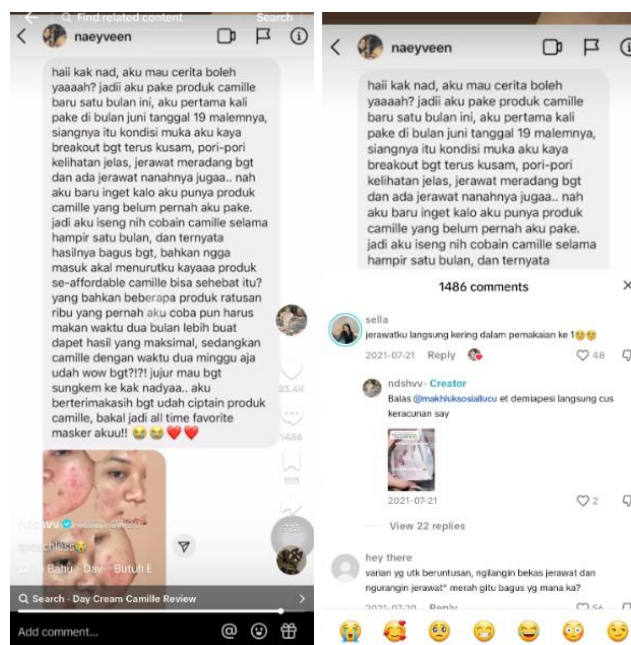 Find related content Search
naeyveen
haii kak nad, aku mau cerita boleh
yaaaah? jadii aku pake produk camille
baru satu bulan ini, aku pertama kali
pake di bulan juni tanggal 19 malemnya,
siangnya itu kondisi muka aku kaya
breakout bgt terus kusam, pori-pori
kelihatan jelas, jerawat meradang bgt
dan ada jerawat nanahnya jugaa.. nah
aku baru inget kalo aku punya produk
camille yang belum pernah aku pake.
jadi aku iseng nih cobain camille selama
hampir satu bulan, dan ternyata
hasilnya bagus bgt, bahkan ngga
masuk akal menurutku kayaaa produk
se-affordable camille bisa sehebat itu?
yang bahkan beberapa produk ratusan
ribu yang pernah aku coba pun harus
makan waktu dua bulan lebih buat
dapet hasil yang maksimal, sedangkan
camille dengan waktu dua minggu aja
udah wow bgt?!?! jujur mau bgt
sungkem ke kak nadyaa.. aku
berterimakasih bgt udah ciptain produk
camille, bakal jadi all time favorite
masker akuu!! 😭😭❤️❤️
33.4K
1486
1111
ndshvv
speechless😭
Bahu - Day Butuh B
Search · Day Cream Camille Review
Add comment...
naeyveen
haii kak nad, aku mau cerita boleh
yaaaah? jadii aku pake produk camille
baru satu bulan ini, aku pertama kali
pake di bulan juni tanggal 19 malemnya,
siangnya itu kondisi muka aku kaya
breakout bgt terus kusam, pori-pori
kelihatan jelas, jerawat meradang bgt
dan ada jerawat nanahnya jugaa.. nah
aku baru inget kalo aku punya produk
camille yang belum pernah aku pake.
jadi aku iseng nih cobain camille selama
hampir satu bulan, dan ternyata
1486 comments
sella
jerawatku langsung kering dalam pemakaian ke 1🥺🥺
2021-07-21 Reply 48
ndshvv · Creator
Balas @makhluksosiallucu et demiapesi langsung cus
keracunan say
2021-07-21 2
View 22 replies
hey there
varian yg utk beruntusan, ngilangin bekas jerawat dan
ngurangin jerawat" merah gitu bagus yg mana ka?
2021-07-20 Reply 56